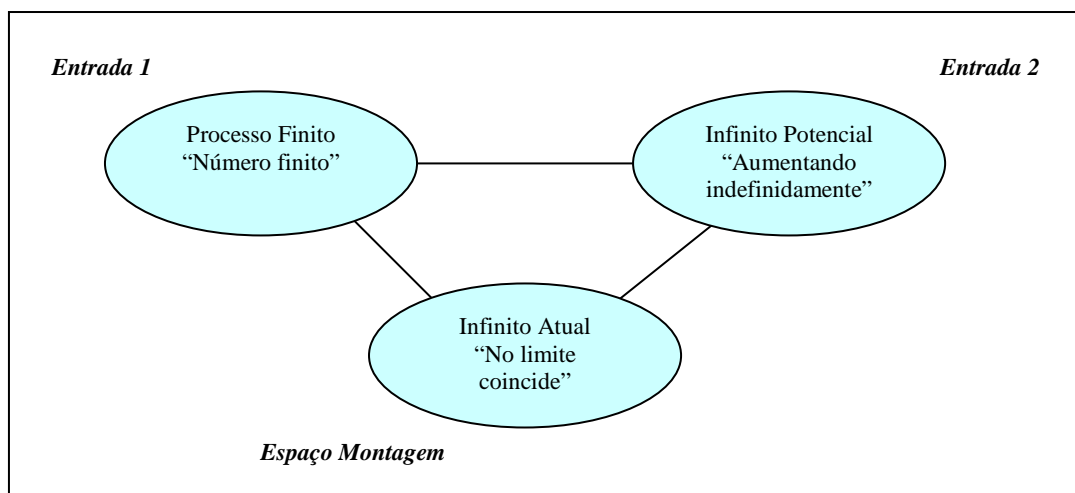 Entrada 1
Entrada 2
Processo Finito
“Número finito”
Infinito Potencial
“Aumentando
indefinidamente”
Infinito Atual
“No limite
coincide”
Espaço Montagem